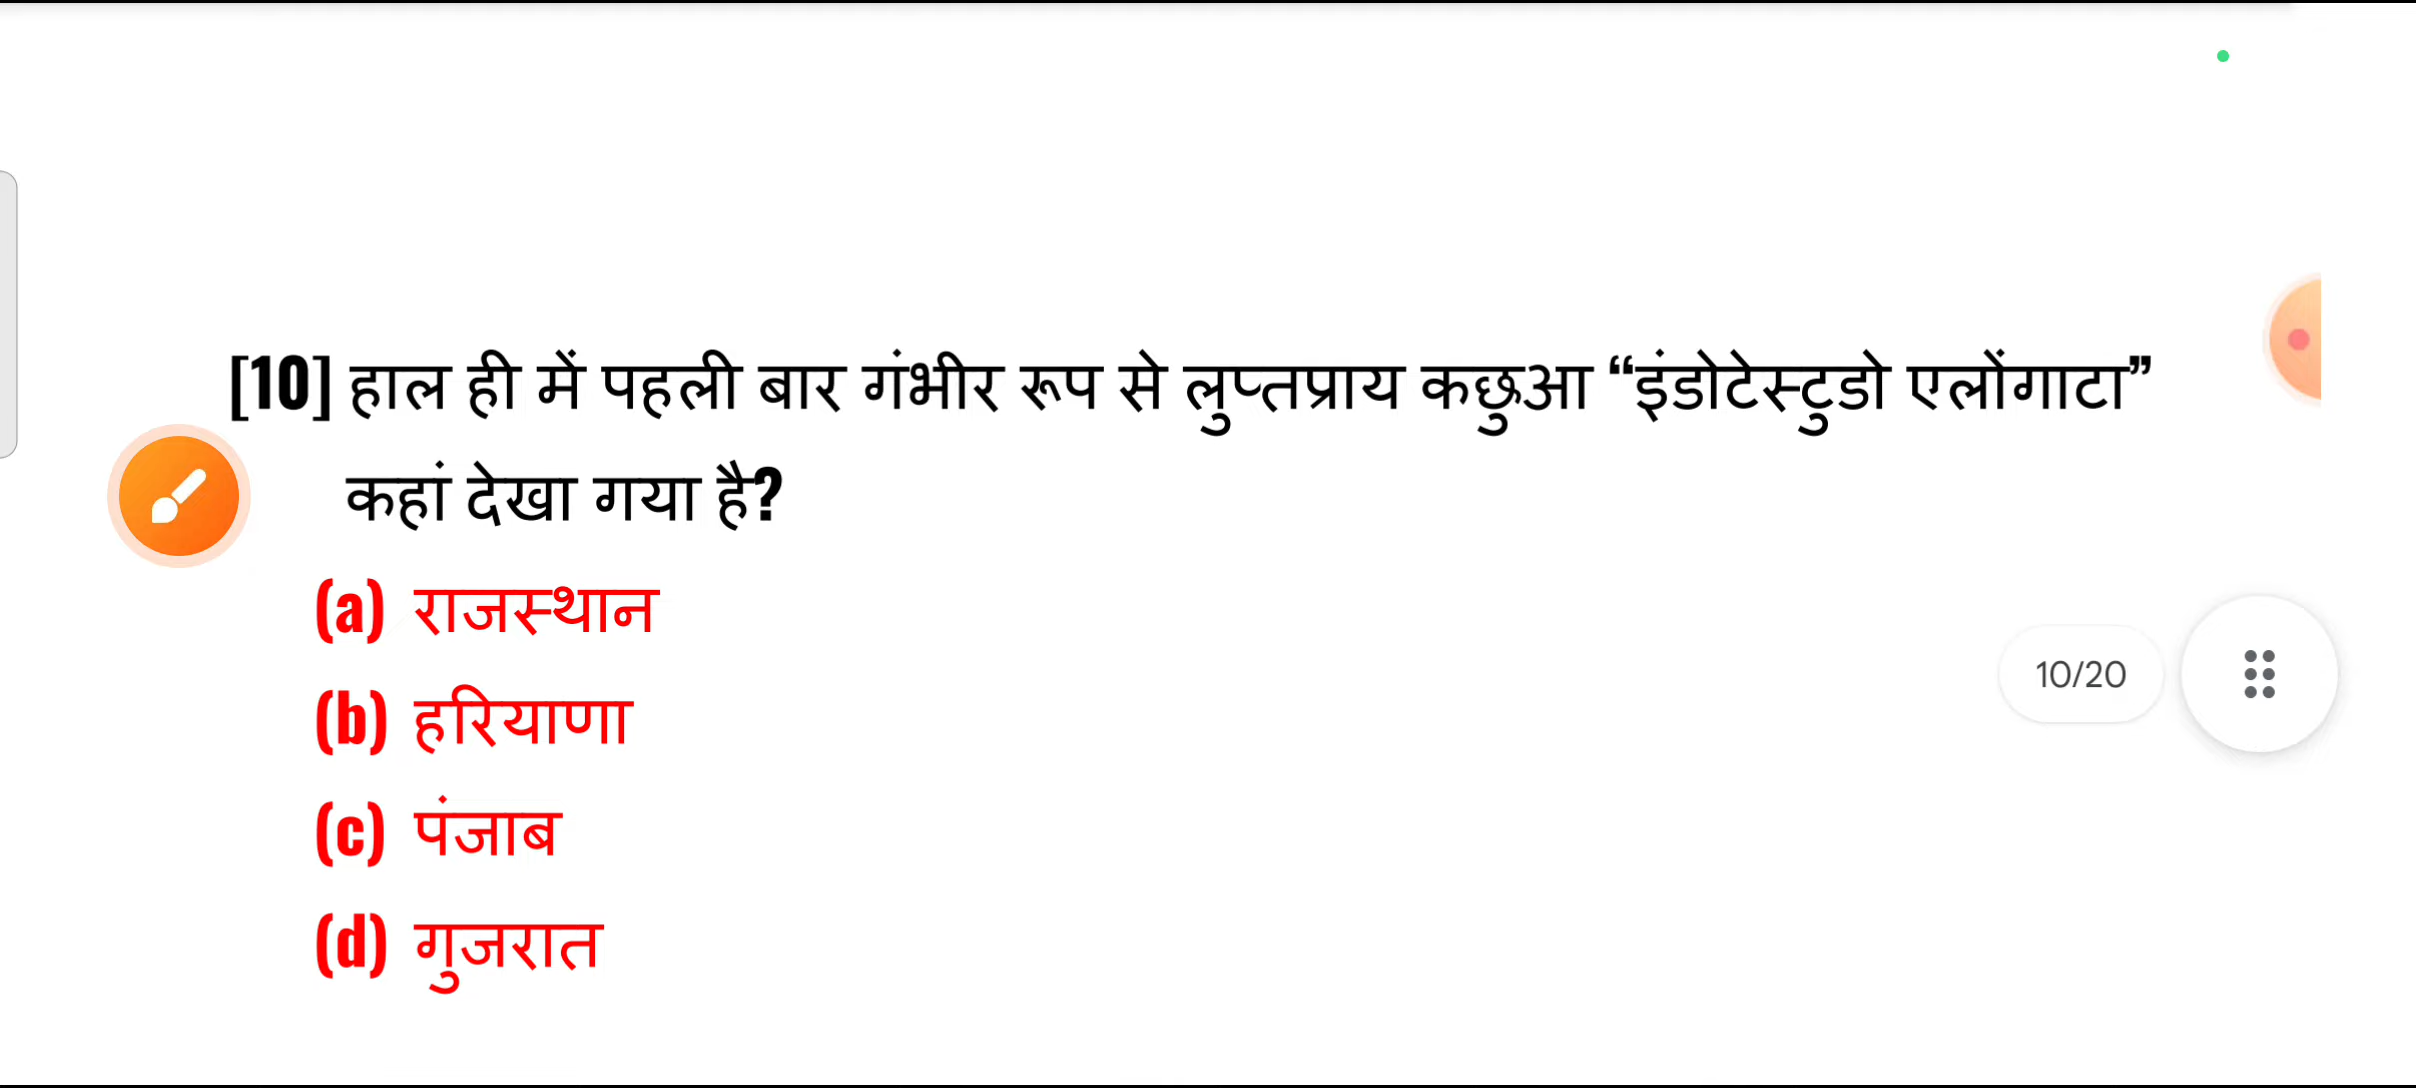 [10] हाल ही में पहली बार गंभीर रूप से लुप्तप्राय कछुआ “इंडोटेस्टुडो एलोंगाटा”
कहां देखा गया है?
(a) राजस्थान
(b) हरियाणा
10/20
(c) पंजाब
(d) गुजरात